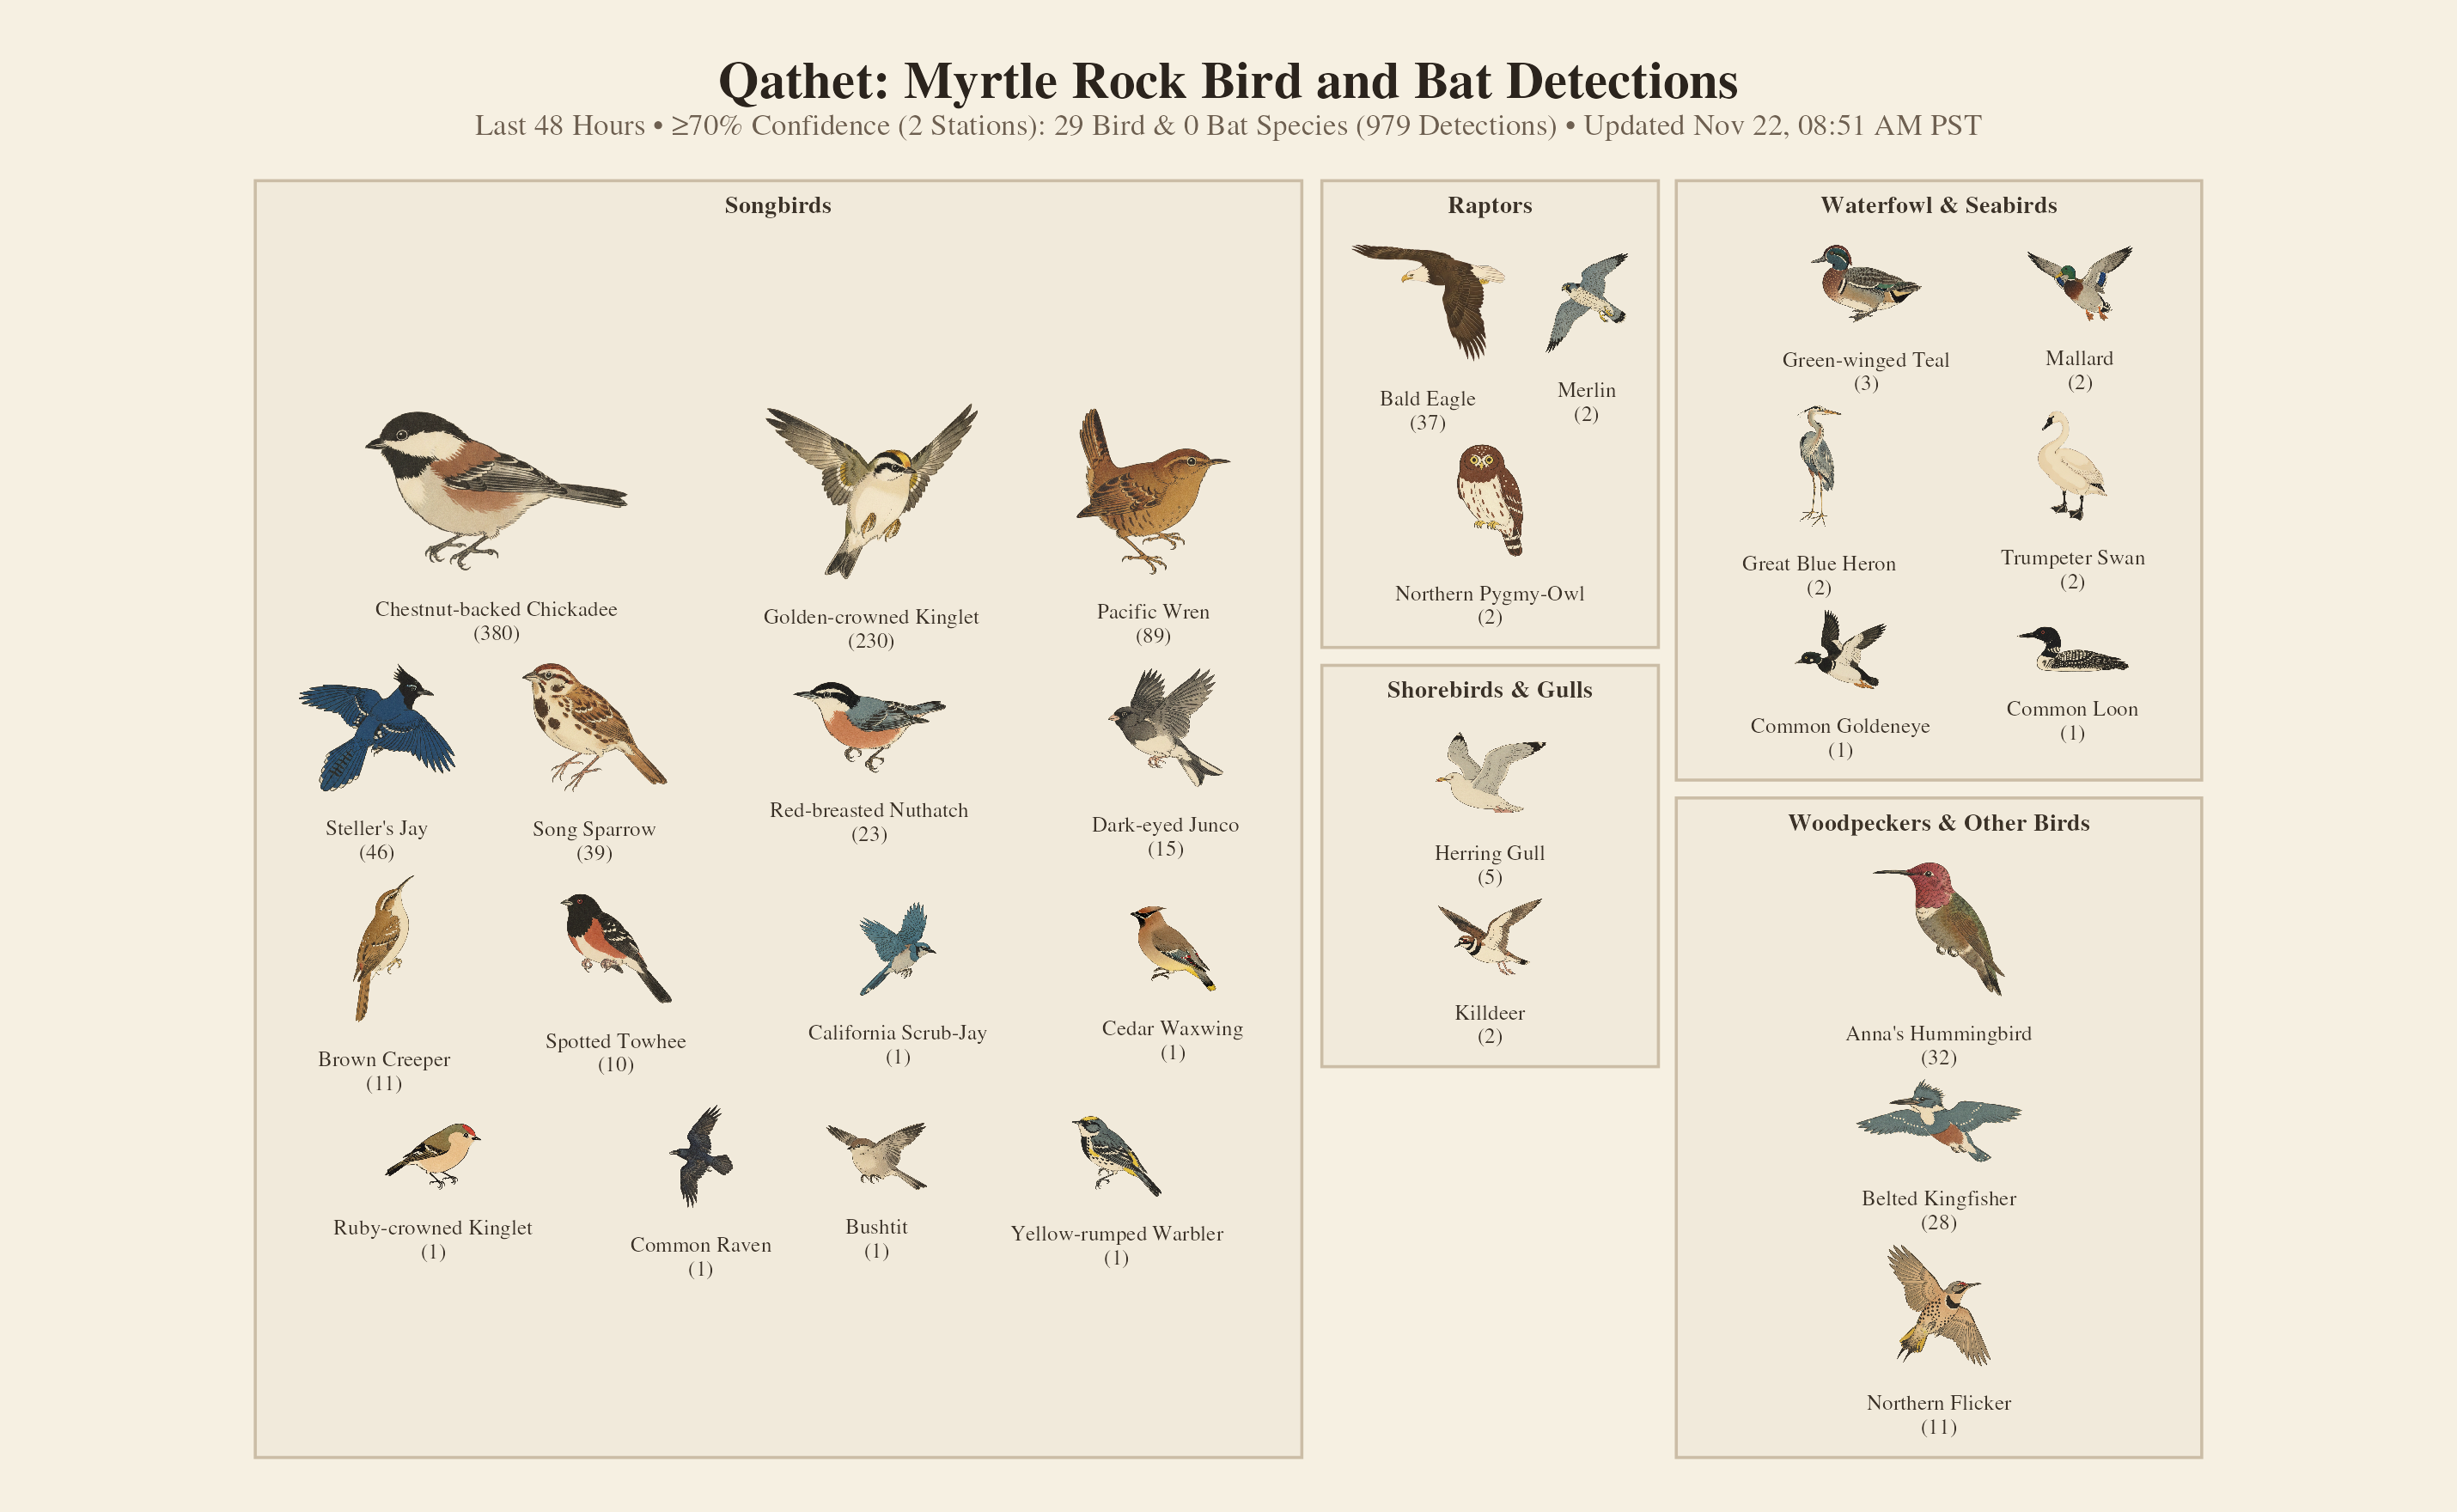 Qathet: Myrtle Rock Bird and Bat Detections
Last 48 Hours • ≥70% Confidence (2 Stations): 29 Bird & 0 Bat Species (979 Detections) • Updated Nov 22, 08:51 AM PST
Songbirds
Chestnut-backed Chickadee
(380)
Golden-crowned Kinglet
(230)
Pacific Wren
(89)
Steller's Jay
(46)
Song Sparrow
(39)
Red-breasted Nuthatch
(23)
Dark-eyed Junco
(15)
Brown Creeper
(11)
Spotted Towhee
(10)
California Scrub-Jay
(1)
Cedar Waxwing
(1)
Ruby-crowned Kinglet
(1)
Common Raven
(1)
Bushtit
(1)
Yellow-rumped Warbler
(1)
Raptors
Bald Eagle
(37)
Merlin
(2)
Northern Pygmy-Owl
(2)
Shorebirds & Gulls
Herring Gull
(5)
Killdeer
(2)
Waterfowl & Seabirds
Green-winged Teal
(3)
Mallard
(2)
Great Blue Heron
(2)
Trumpeter Swan
(2)
Common Goldeneye
(1)
Common Loon
(1)
Woodpeckers & Other Birds
Anna's Hummingbird
(32)
Belted Kingfisher
(28)
Northern Flicker
(11)